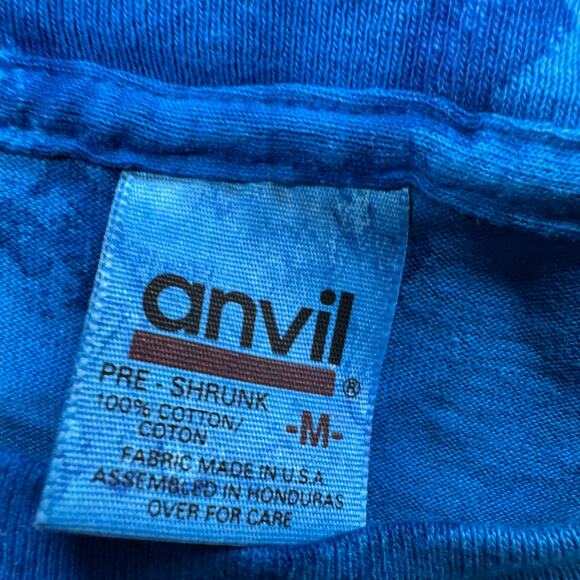 anvil®
PRE - SHRUNK
100% COTTON/
COTON
-M-
FABRIC MADE IN U.S.A
ASSEMBLED IN HONDURAS
OVER FOR CARE